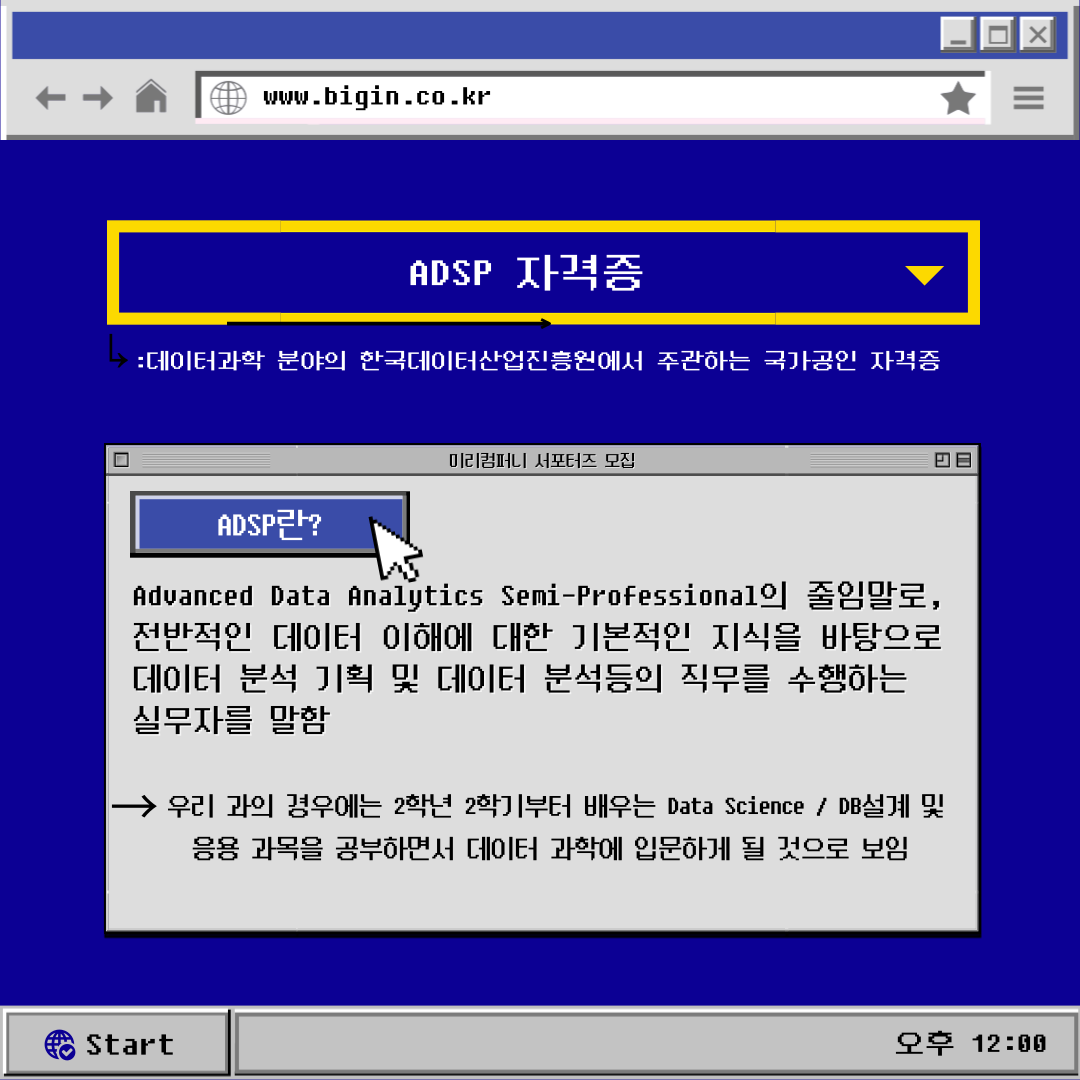 www.bigin.co.kr
ADSP 자격증
:데이터과학 분야의 한국데이터산업진흥원에서 주관하는 국가공인 자격증
미리컴퍼니 서포터즈 모집
ADSP란?
Advanced Data Analytics Semi-Professional의 줄임말로,
전반적인 데이터 이해에 대한 기본적인 지식을 바탕으로
데이터 분석 기획 및 데이터 분석등의 직무를 수행하는
실무자를 말함
→ 우리 과의 경우에는 2학년 2학기부터 배우는 Data Science / DB설계 및
응용 과목을 공부하면서 데이터 과학에 입문하게 될 것으로 보임
Start
오후 12:00